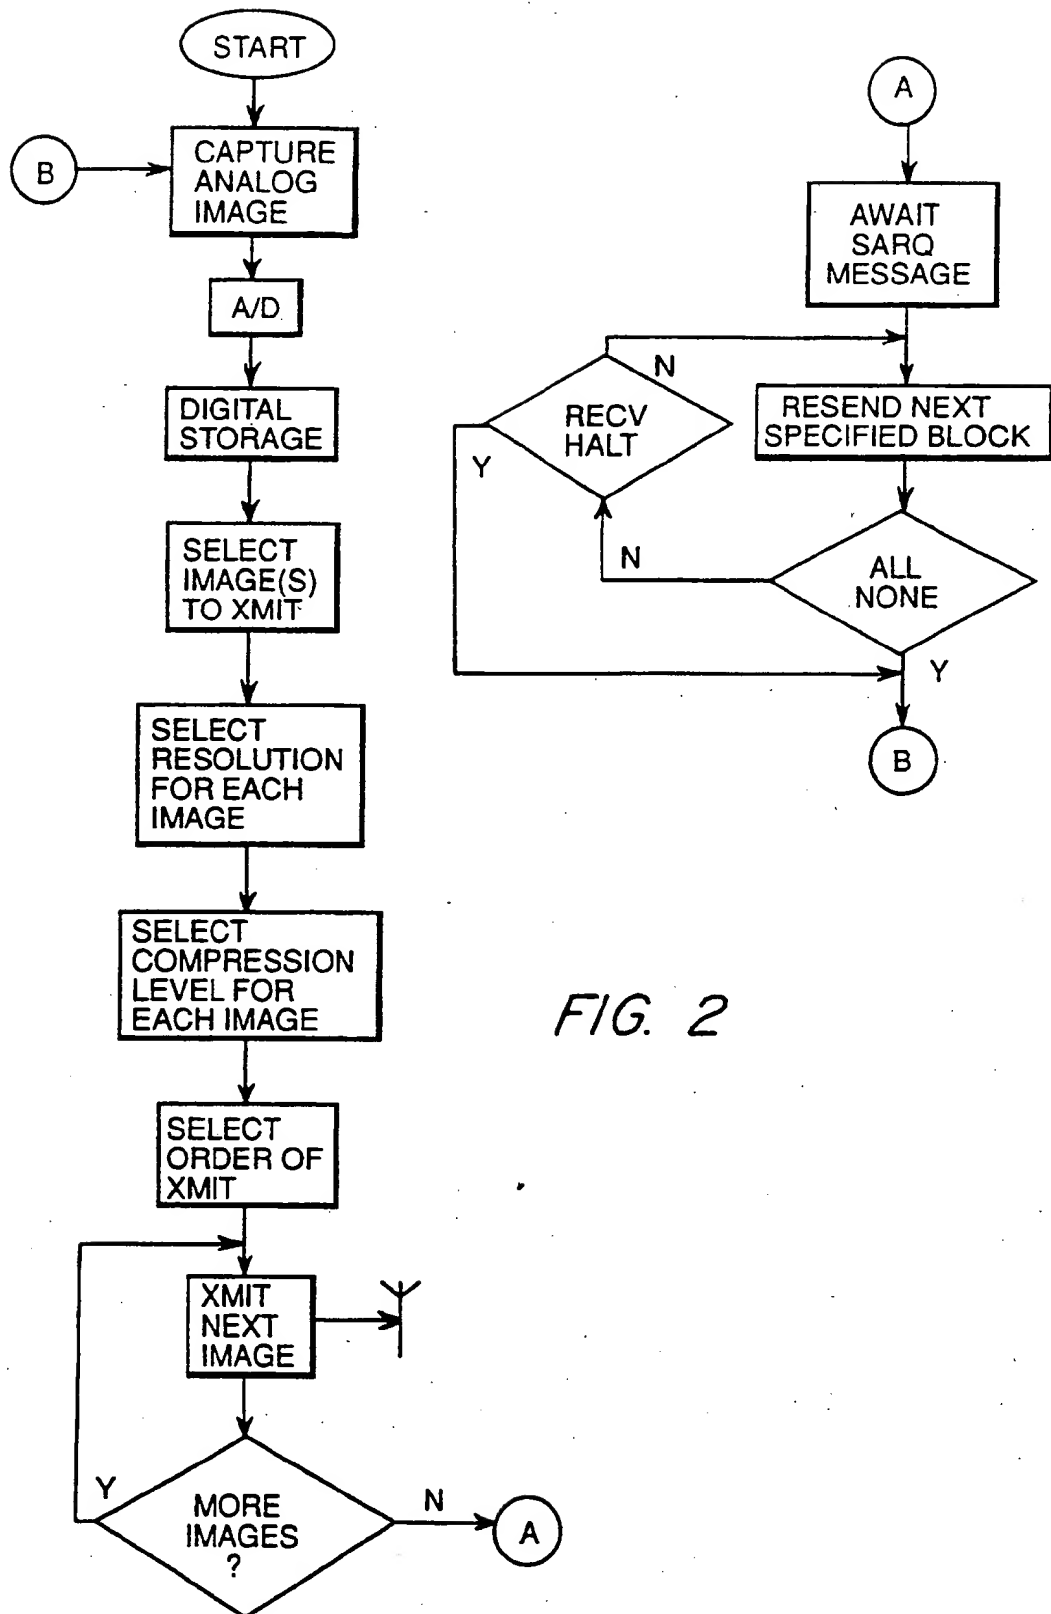 START
B
CAPTURE
ANALOG
IMAGE
A/D
DIGITAL
STORAGE
SELECT
IMAGE(S)
TO XMIT
SELECT
RESOLUTION
FOR EACH
IMAGE
SELECT
COMPRESSION
LEVEL FOR
EACH IMAGE
SELECT
ORDER OF
XMIT
XMIT
NEXT
IMAGE
Y
MORE
IMAGES
?
N
A
A
AWAIT
SARQ
MESSAGE
N
RECV
HALT
Y
RESEND NEXT
SPECIFIED BLOCK
N
ALL
NONE
Y
B
FIG. 2